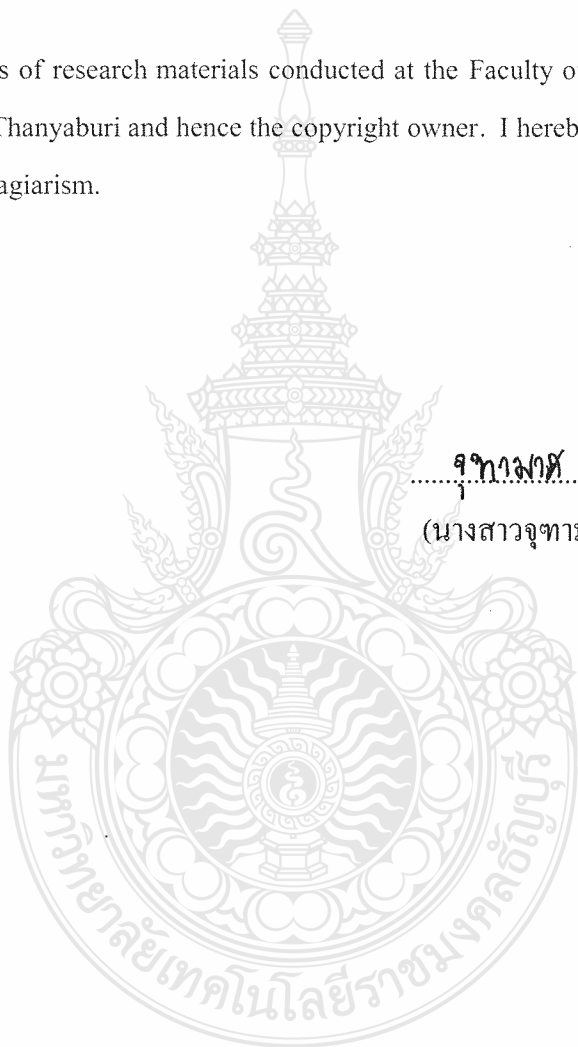 s of research materials conducted at the Faculty o
Thanyaburi and hence the copyright owner. I hereb
agiarism.
จุฑามาศ
(นางสาวจุฑาม
มหาวิทยาลัยเทคโนโลยีราชมงคลธัญบุรี